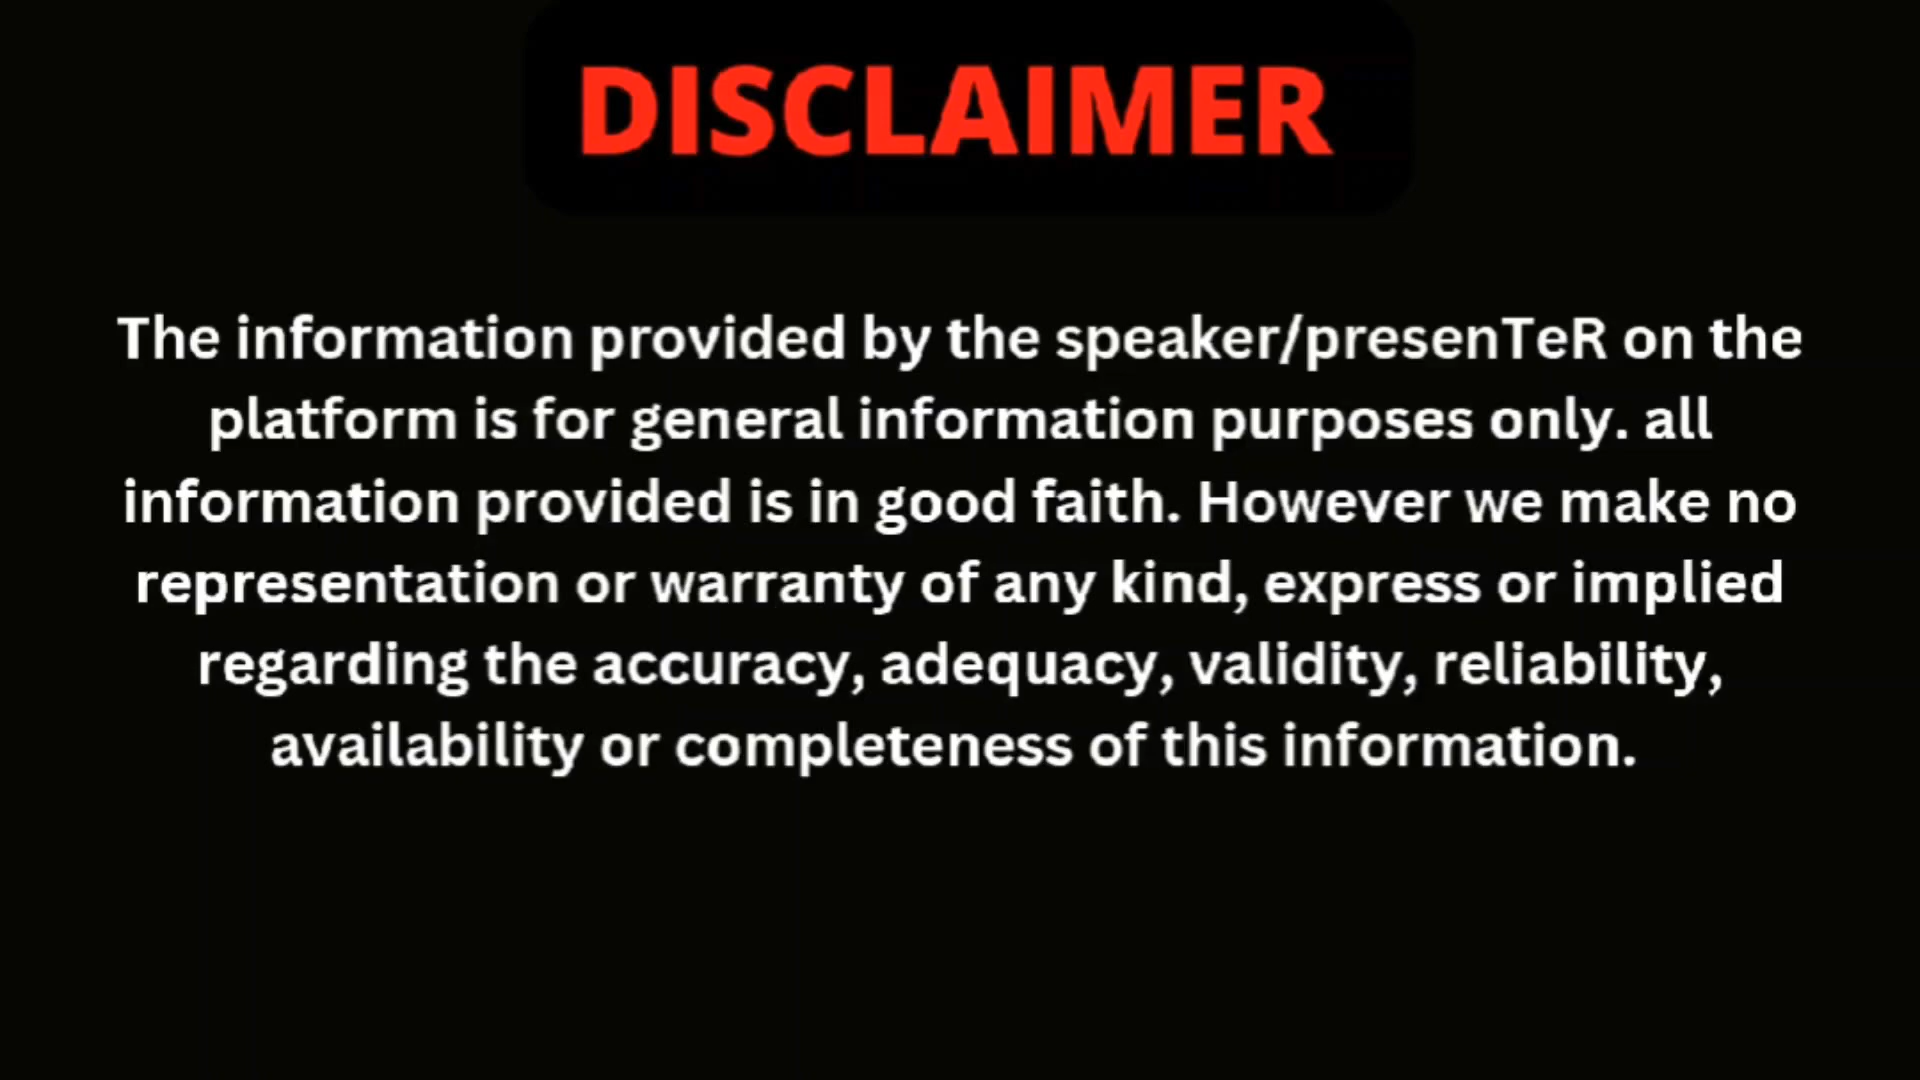 DISCLAIMER
The information provided by the speaker/presenTeR on the
platform is for general information purposes only. all
information provided is in good faith. However we make no
representation or warranty of any kind, express or implied
regarding the accuracy, adequacy, validity, reliability,
availability or completeness of this information.